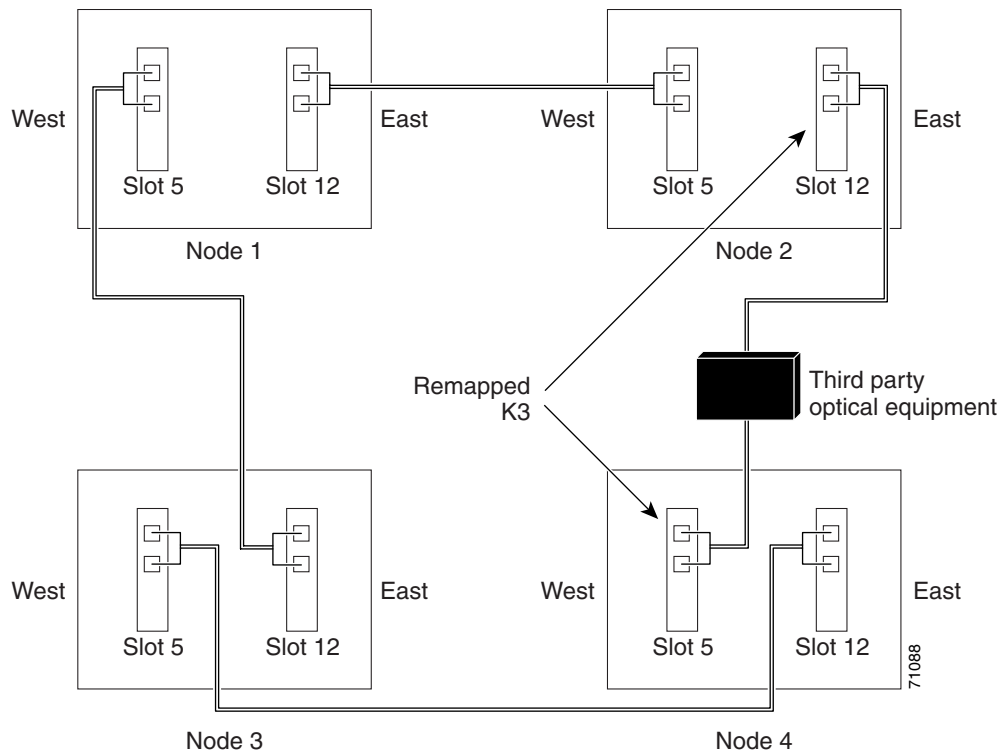 West
East
West
East
Slot 5
Slot 12
Slot 5
Slot 12
Node 1
Node 2
Remapped
K3
Third party
optical equipment
West
East
West
East
Slot 5
Slot 12
Slot 5
Slot 12
71088
Node 3
Node 4